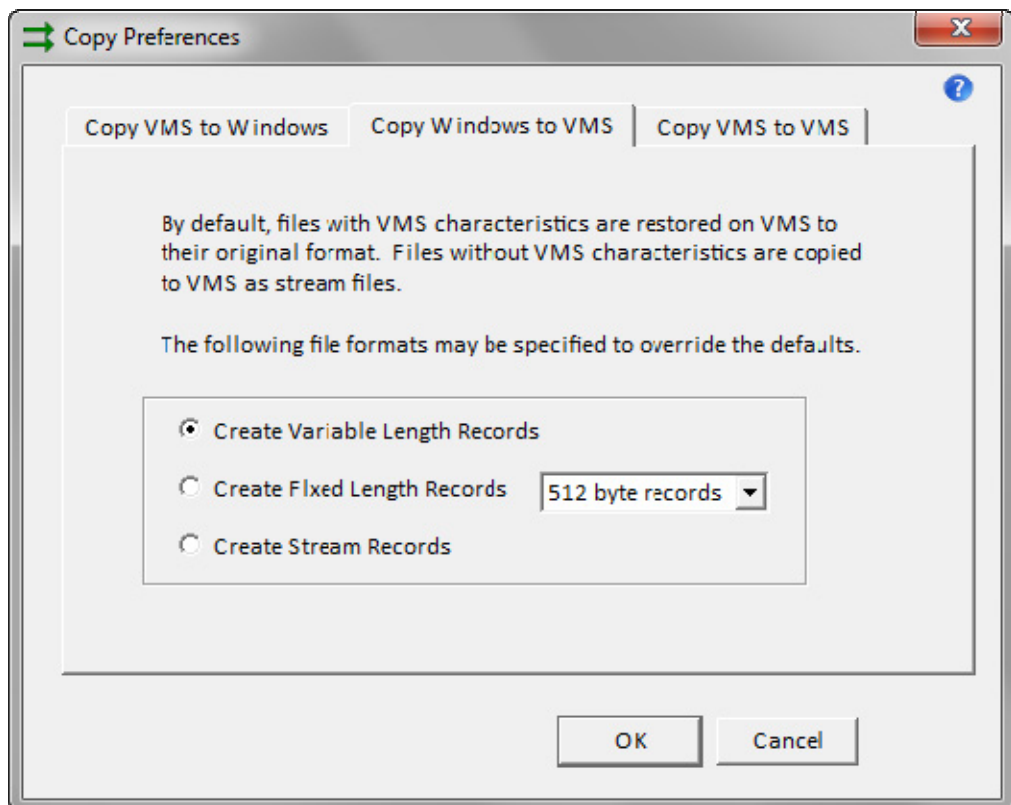 Copy Preferences
X
?
Copy VMS to Windows
Copy Windows to VMS
Copy VMS to VMS
By default, files with VMS characteristics are restored on VMS to
their original format.  Files without VMS characteristics are copied
to VMS as stream files.
The following file formats may be specified to override the defaults.
Create Variable Length Records
Create FIxed Length Records
512 byte records
Create Stream Records
OK
Cancel